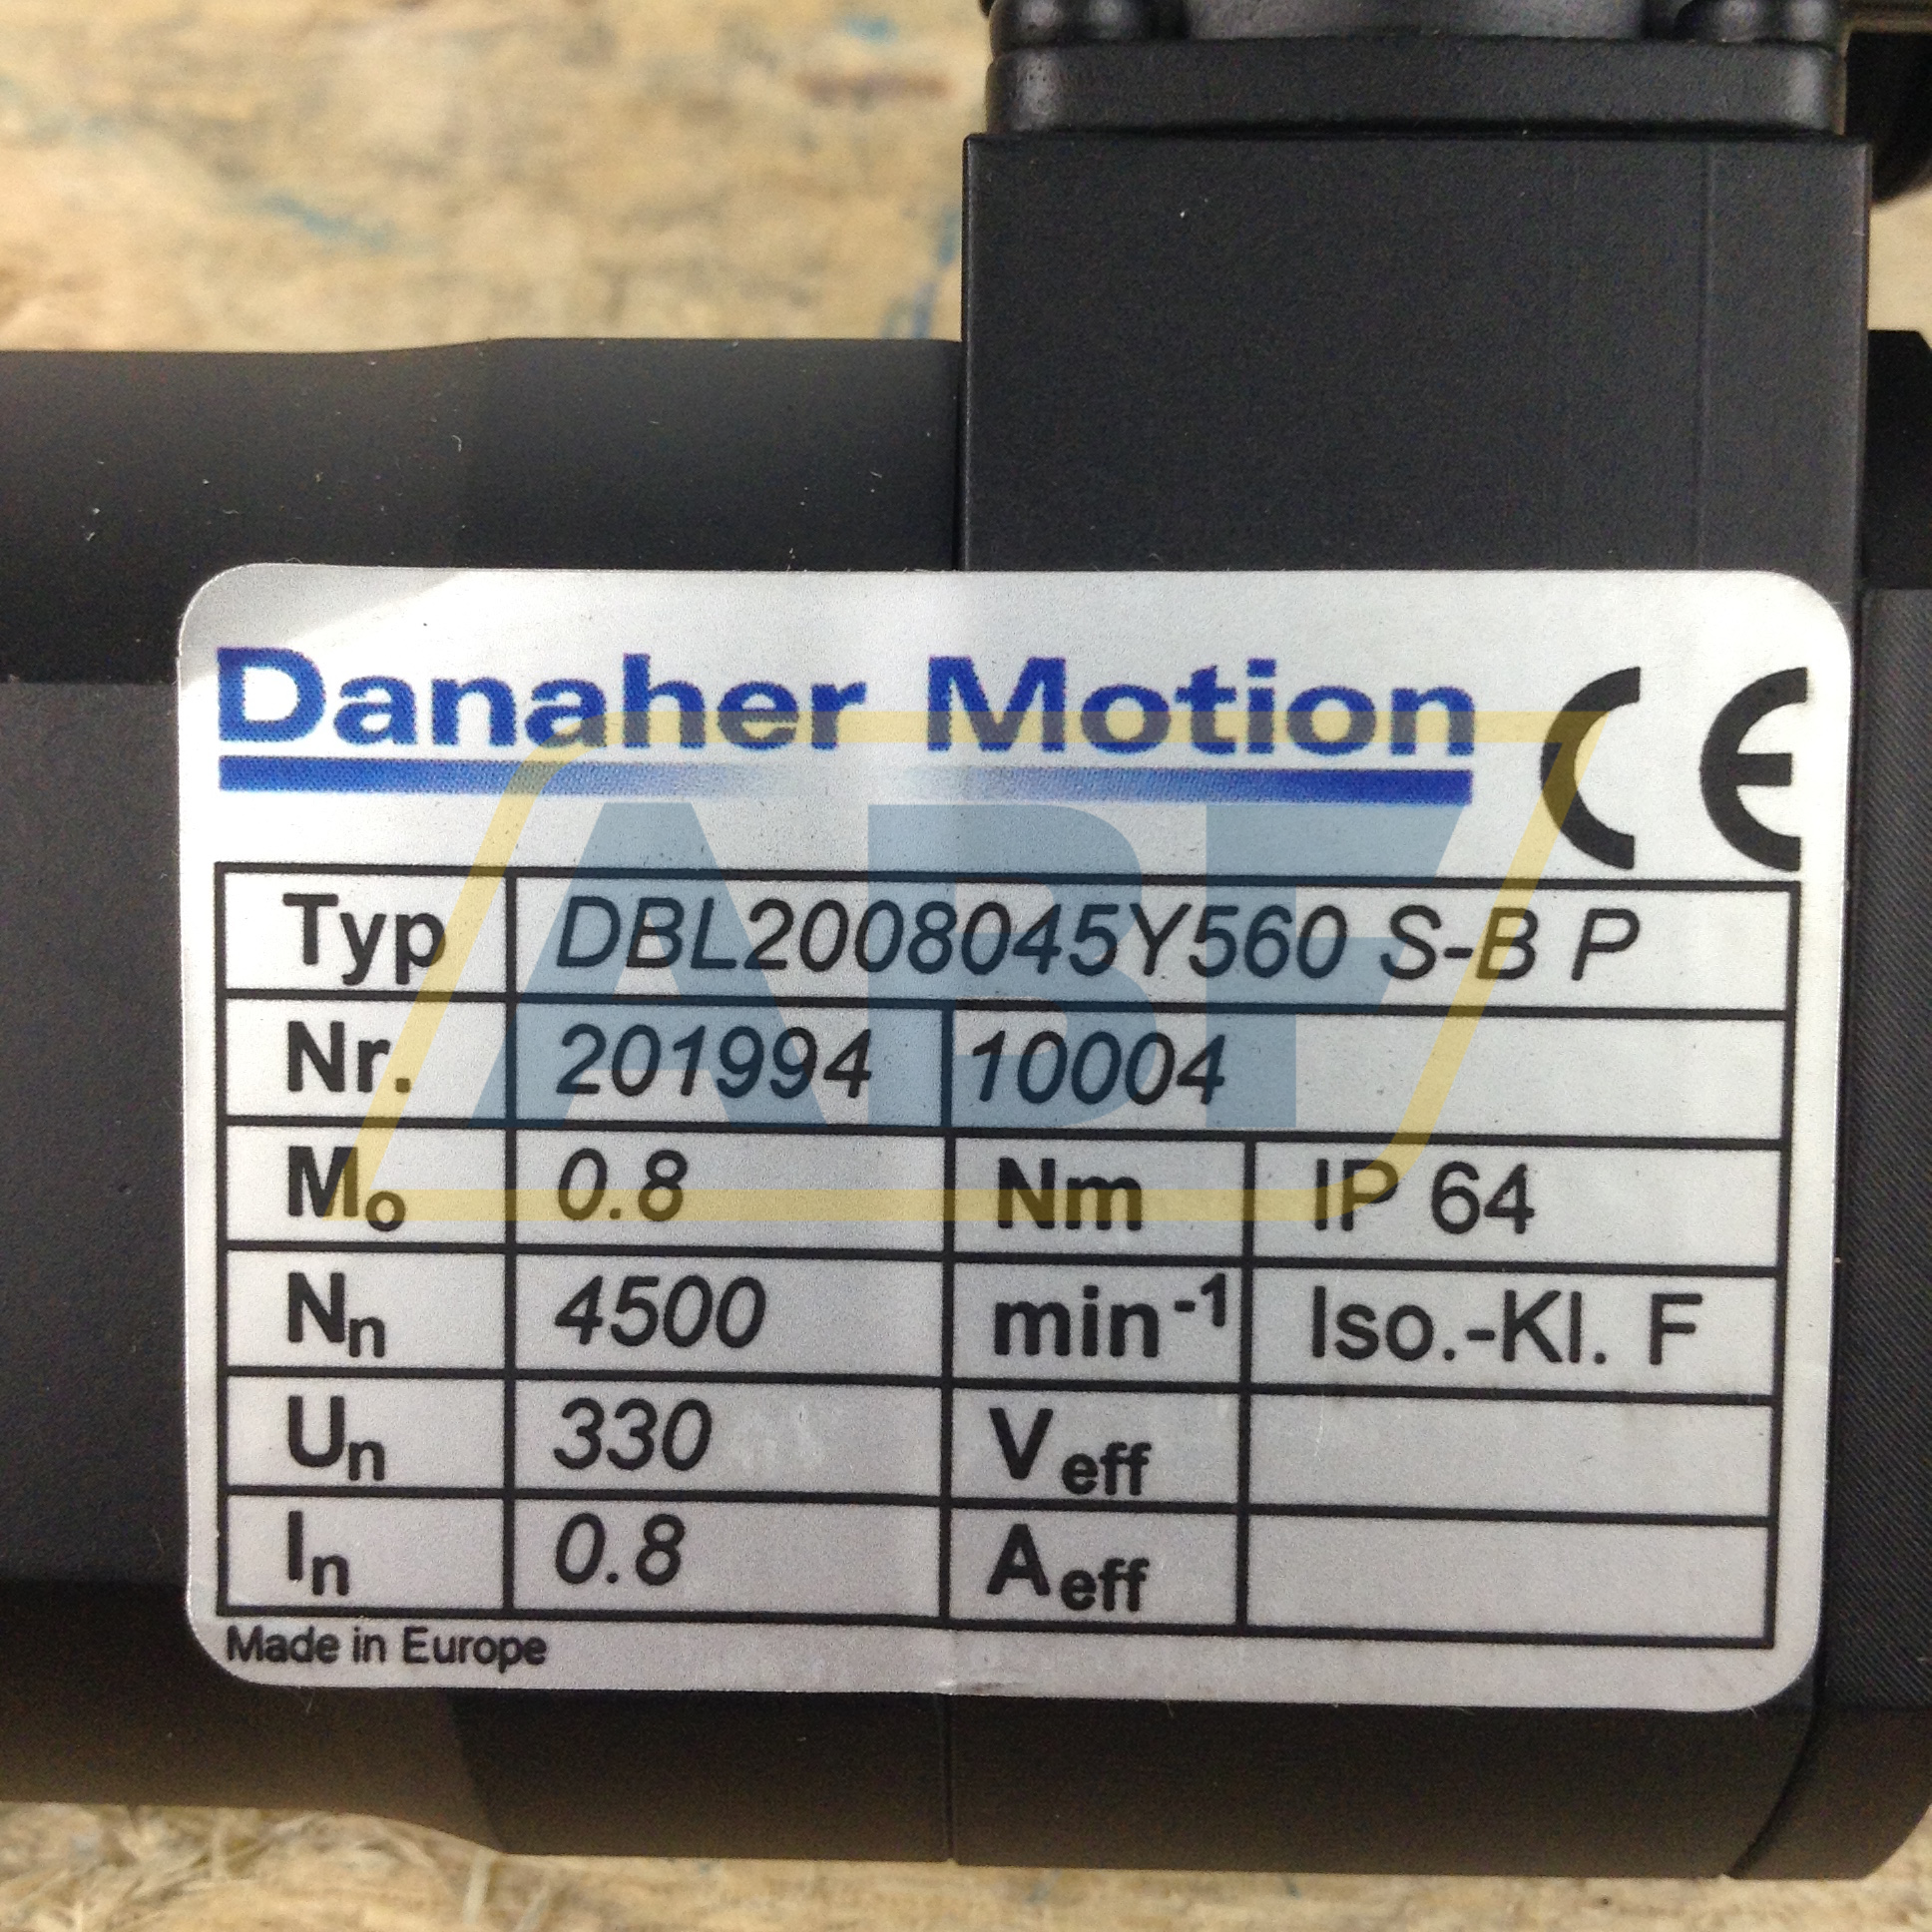 Danaher Motion CE
Typ DBL2008045Y560 S-B P
Nr. 201994 10004
Mo 0.8 Nm IP 64
Nn 4500 min-1 Iso.-Kl. F
Un 330 Veff
In 0.8 Aeff
Made in Europe
ABF